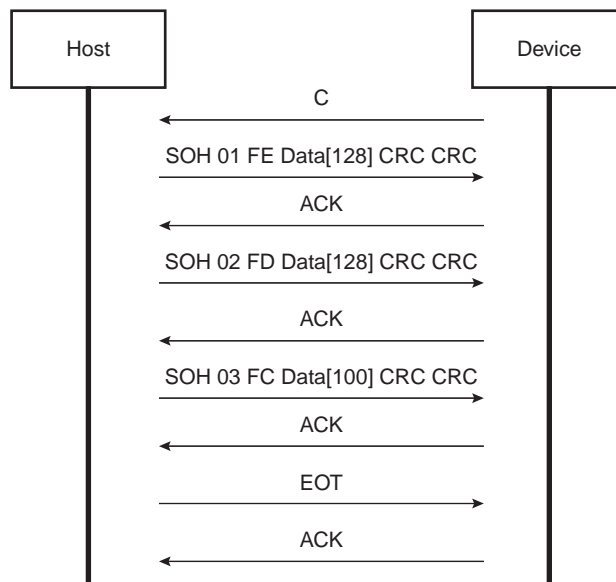 Host
Device
C
SOH 01 FE Data[128] CRC CRC
ACK
SOH 02 FD Data[128] CRC CRC
ACK
SOH 03 FC Data[100] CRC CRC
ACK
EOT
ACK